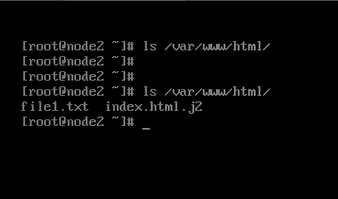 [root@node2 ~]# ls /var/www/html/
[root@node2 ~]#
[root@node2 ~]#
[root@node2 ~]# ls /var/www/html/
file1.txt  index.html.j2
[root@node2 ~]# _